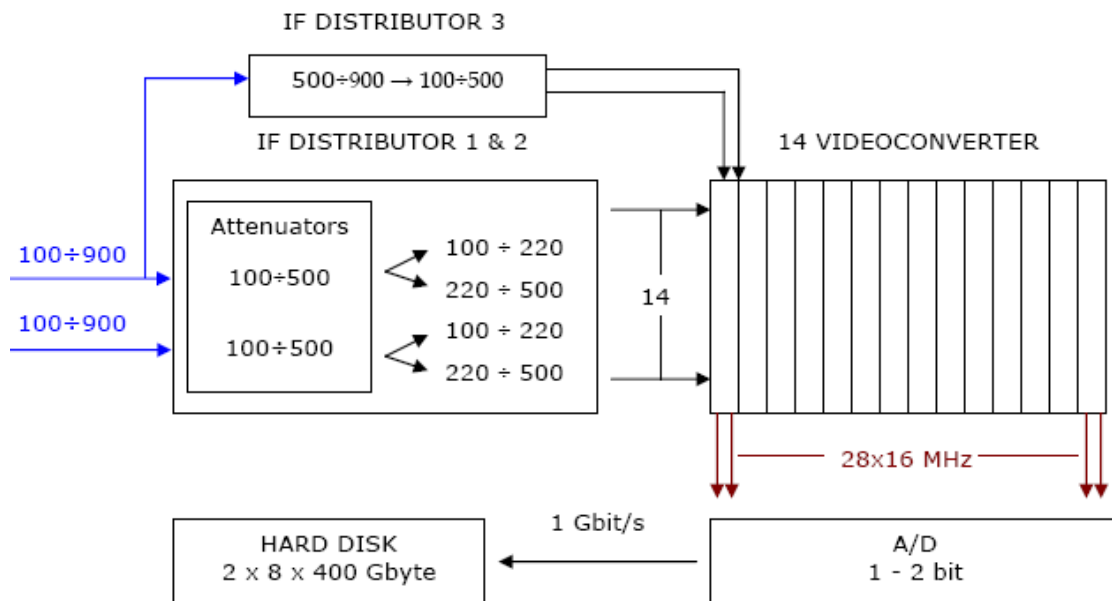 IF DISTRIBUTOR 3
500÷900 → 100÷500
IF DISTRIBUTOR 1 & 2
14 VIDEOCONVERTER
Attenuators
100÷900
100÷500
100 ÷ 220
220 ÷ 500
14
100÷900
100÷500
100 ÷ 220
220 ÷ 500
28x16 MHz
1 Gbit/s
HARD DISK
2 x 8 x 400 Gbyte
A/D
1 - 2 bit